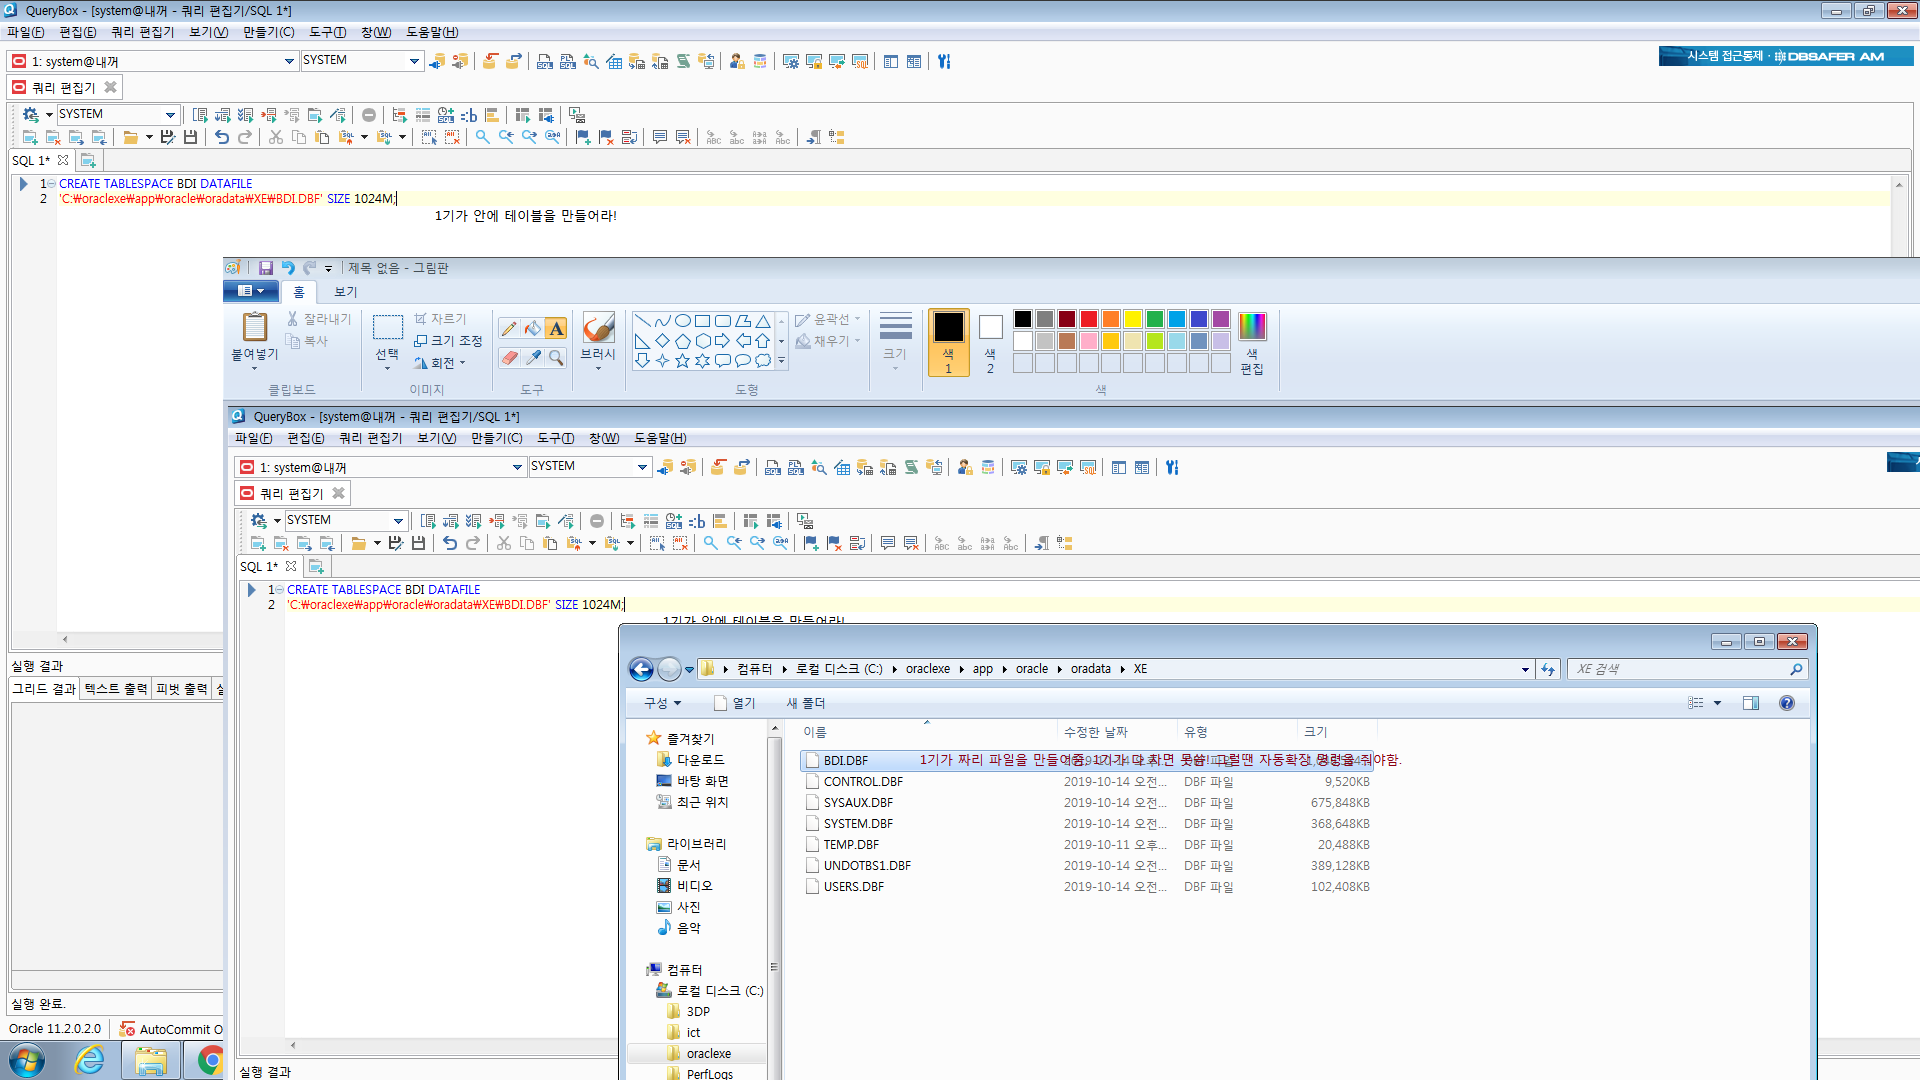 QueryBox - [system@내꺼 - 쿼리 편집기/SQL 1*]
파일(F) 편집(E) 쿼리 편집기 보기(V) 만들기(C) 도구(T) 창(W) 도움말(H)
1: system@내꺼 SYSTEM
시스템 접근통제 · DBSAFER AM
쿼리 편집기
SYSTEM
SQL 1*
1 CREATE TABLESPACE BDI DATAFILE
2 'C:₩oraclexe₩app₩oracle₩oradata₩XE₩BDI.DBF' SIZE 1024M;
1기가 안에 테이블을 만들어라!
제목 없음 - 그림판
홈 보기
붙여넣기 잘라내기 복사
선택 자르기 크기 조정 회전
브러시
윤곽선 채우기
크기
색 1
색 2
색 편집
클립보드 이미지 도구 도형 색
QueryBox - [system@내꺼 - 쿼리 편집기/SQL 1*]
파일(F) 편집(E) 쿼리 편집기 보기(V) 만들기(C) 도구(T) 창(W) 도움말(H)
1: system@내꺼 SYSTEM
쿼리 편집기
SYSTEM
SQL 1*
1 CREATE TABLESPACE BDI DATAFILE
2 'C:₩oraclexe₩app₩oracle₩oradata₩XE₩BDI.DBF' SIZE 1024M;
1기가 안에 테이블을 만들어라!
컴퓨터 로컬 디스크 (C:) oraclexe app oracle oradata XE
XE 검색
구성 열기 새 폴더
이름 수정한 날짜 유형 크기
BDI.DBF
1기가 짜리 파일을 만들어줌, 1기가 다 차면 못씀! 그럴땐 자동확장 명령을 줘야함.
CONTROL.DBF 2019-10-14 오전... DBF 파일 9,520KB
SYSAUX.DBF 2019-10-14 오전... DBF 파일 675,848KB
SYSTEM.DBF 2019-10-14 오전... DBF 파일 368,648KB
TEMP.DBF 2019-10-11 오후... DBF 파일 20,488KB
UNDOTBS1.DBF 2019-10-14 오전... DBF 파일 389,128KB
USERS.DBF 2019-10-14 오전... DBF 파일 102,408KB
즐겨찾기
다운로드
바탕 화면
최근 위치
라이브러리
문서
비디오
사진
음악
컴퓨터
로컬 디스크 (C:)
3DP
ict
oraclexe
PerfLogs
실행 결과
그리드 결과 텍스트 출력 피벗 출력
실행 완료.
Oracle 11.2.0.2.0 AutoCommit O
실행 결과